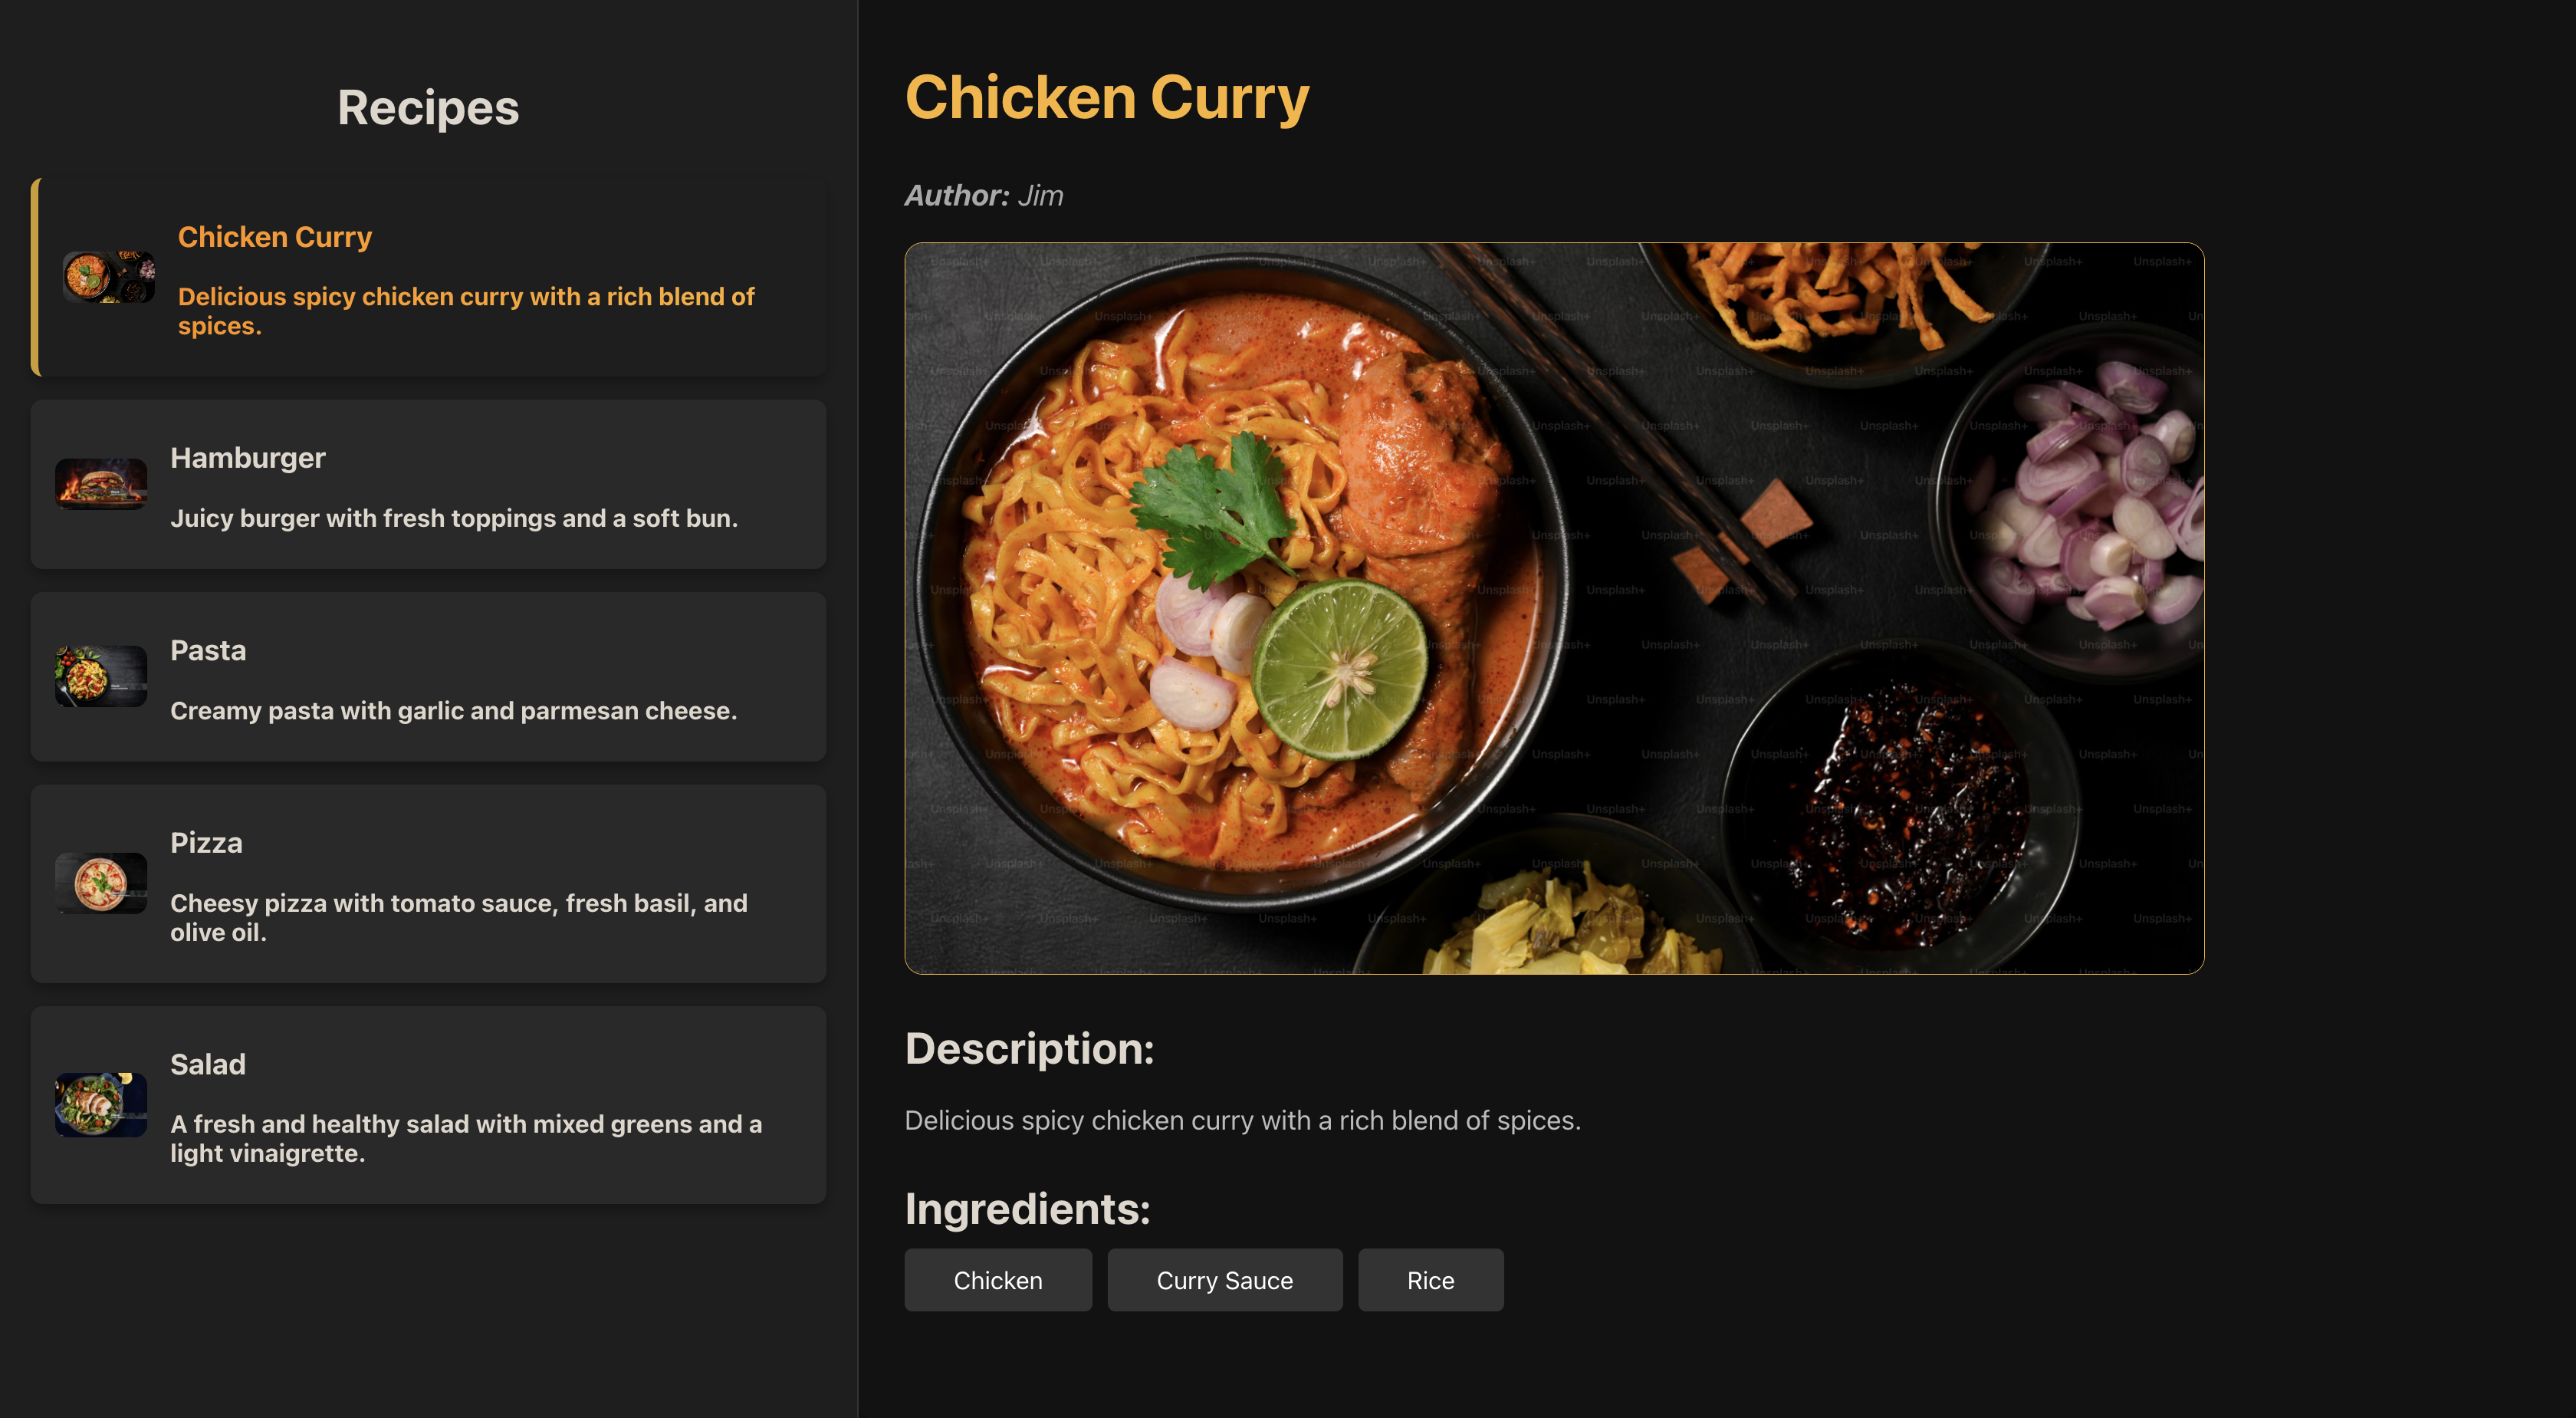 Recipes
Chicken Curry
Delicious spicy chicken curry with a rich blend of
spices.
Hamburger
Juicy burger with fresh toppings and a soft bun.
Pasta
Creamy pasta with garlic and parmesan cheese.
Pizza
Cheesy pizza with tomato sauce, fresh basil, and
olive oil.
Salad
A fresh and healthy salad with mixed greens and a
light vinaigrette.
Chicken Curry
Author: Jim
Unsplash+
Description:
Delicious spicy chicken curry with a rich blend of spices.
Ingredients:
Chicken
Curry Sauce
Rice